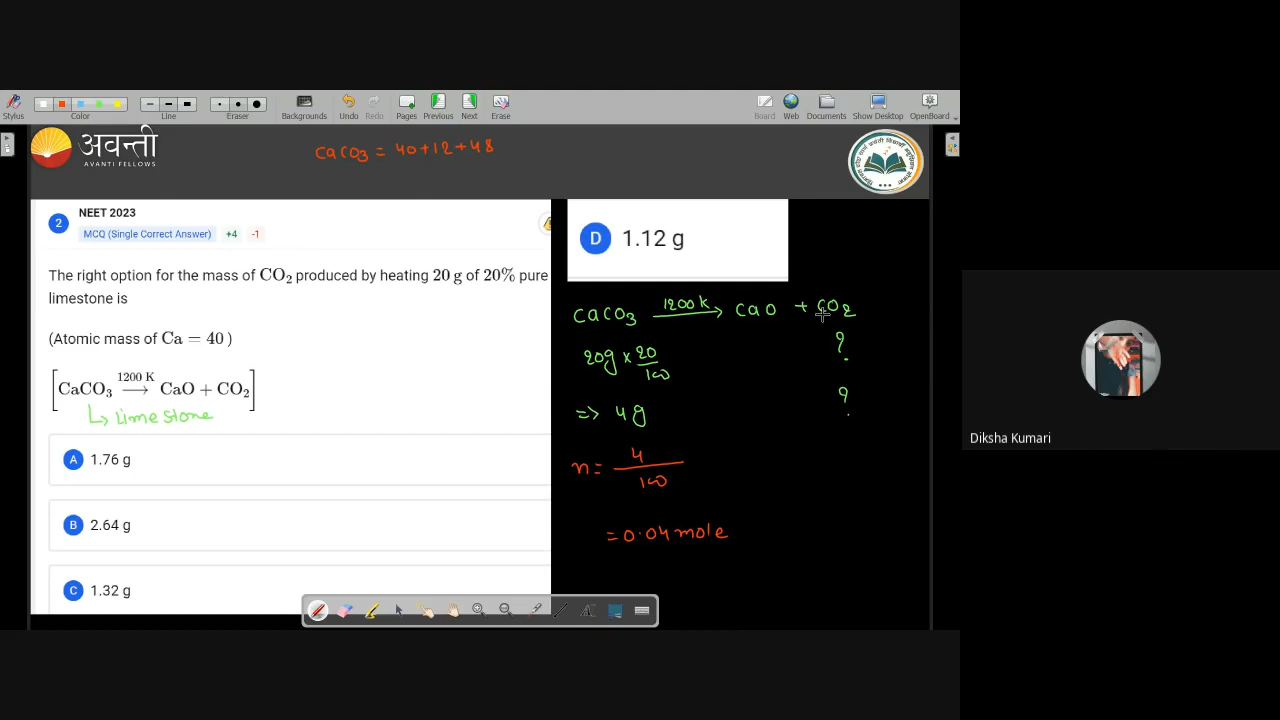 Stylus
Color
Line
Eraser
Backgrounds
Undo
Redo
Pages
Previous
Next
Erase
Board
Web
Documents
Show Desktop
OpenBoard
अवन्ती
AVANTI FELLOWS
CaCO3 = 40+12+48
2
NEET 2023
MCQ (Single Correct Answer)
+4
-1
The right option for the mass of CO₂ produced by heating 20 g of 20% pure
limestone is
(Atomic mass of Ca = 40 )
[CaCO₃ 1200 K → CaO + CO₂]
↳ limestone
A 1.76 g
B 2.64 g
C 1.32 g
D 1.12 g
CaCO3 1200K → CaO + CO2
20g × 20/100
?
=> 4g
?
n = 4/100
= 0.04 mole
Diksha Kumari